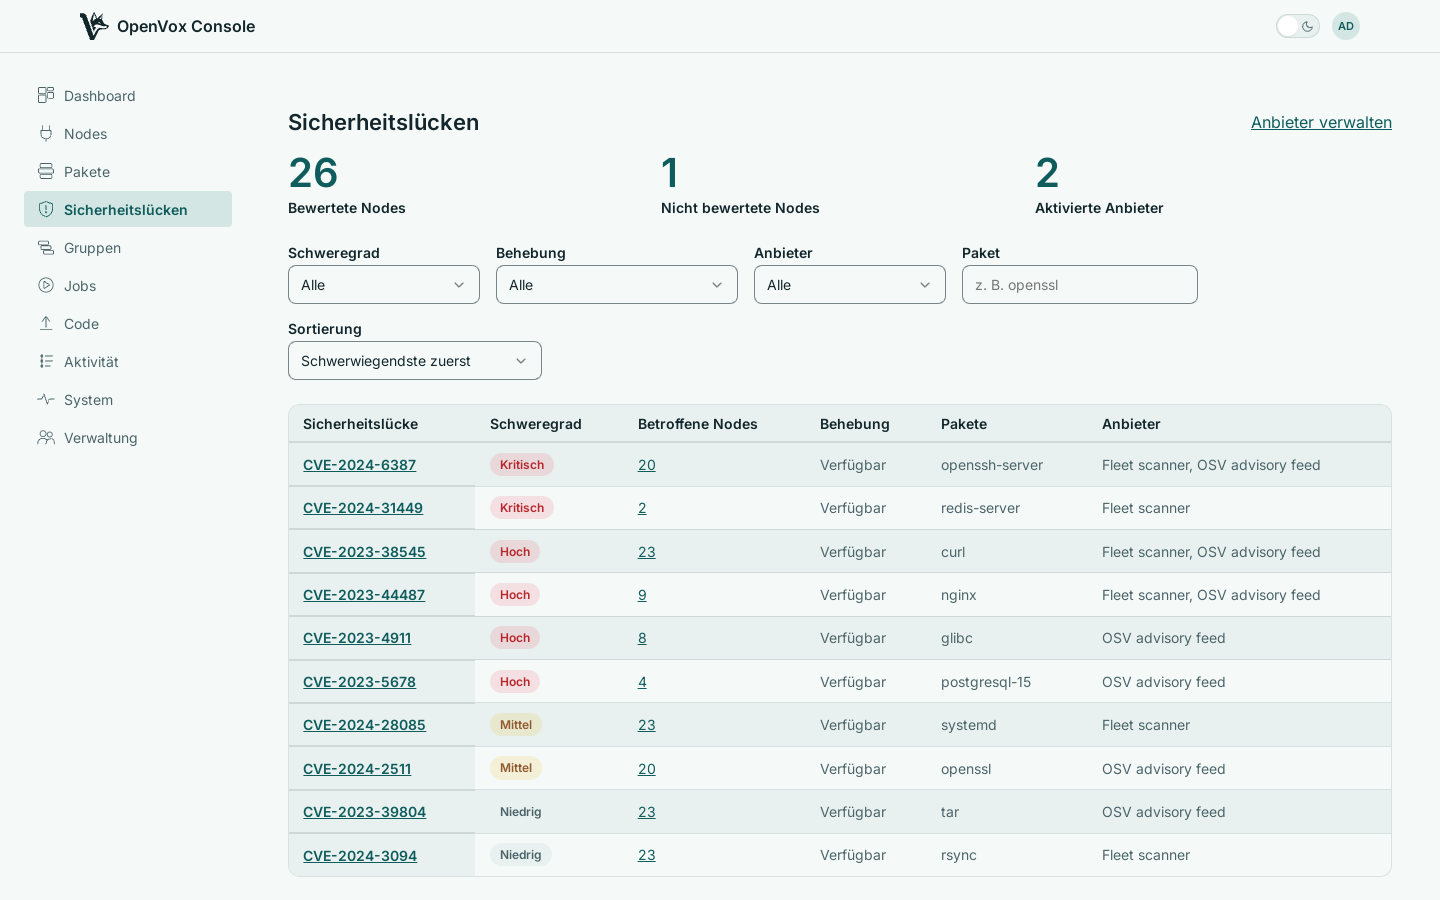 OpenVox Console
AD
Dashboard
Nodes
Pakete
Sicherheitslücken
Gruppen
Jobs
Code
Aktivität
System
Verwaltung
Sicherheitslücken
Anbieter verwalten
26
Bewertete Nodes
1
Nicht bewertete Nodes
2
Aktivierte Anbieter
Schweregrad
Alle
Behebung
Alle
Anbieter
Alle
Paket
z. B. openssl
Sortierung
Schwerwiegendste zuerst
Sicherheitslücke Schweregrad Betroffene Nodes Behebung Pakete Anbieter
CVE-2024-6387 Kritisch 20 Verfügbar openssh-server Fleet scanner, OSV advisory feed
CVE-2024-31449 Kritisch 2 Verfügbar redis-server Fleet scanner
CVE-2023-38545 Hoch 23 Verfügbar curl Fleet scanner, OSV advisory feed
CVE-2023-44487 Hoch 9 Verfügbar nginx Fleet scanner, OSV advisory feed
CVE-2023-4911 Hoch 8 Verfügbar glibc OSV advisory feed
CVE-2023-5678 Hoch 4 Verfügbar postgresql-15 OSV advisory feed
CVE-2024-28085 Mittel 23 Verfügbar systemd Fleet scanner
CVE-2024-2511 Mittel 20 Verfügbar openssl OSV advisory feed
CVE-2023-39804 Niedrig 23 Verfügbar tar OSV advisory feed
CVE-2024-3094 Niedrig 23 Verfügbar rsync Fleet scanner